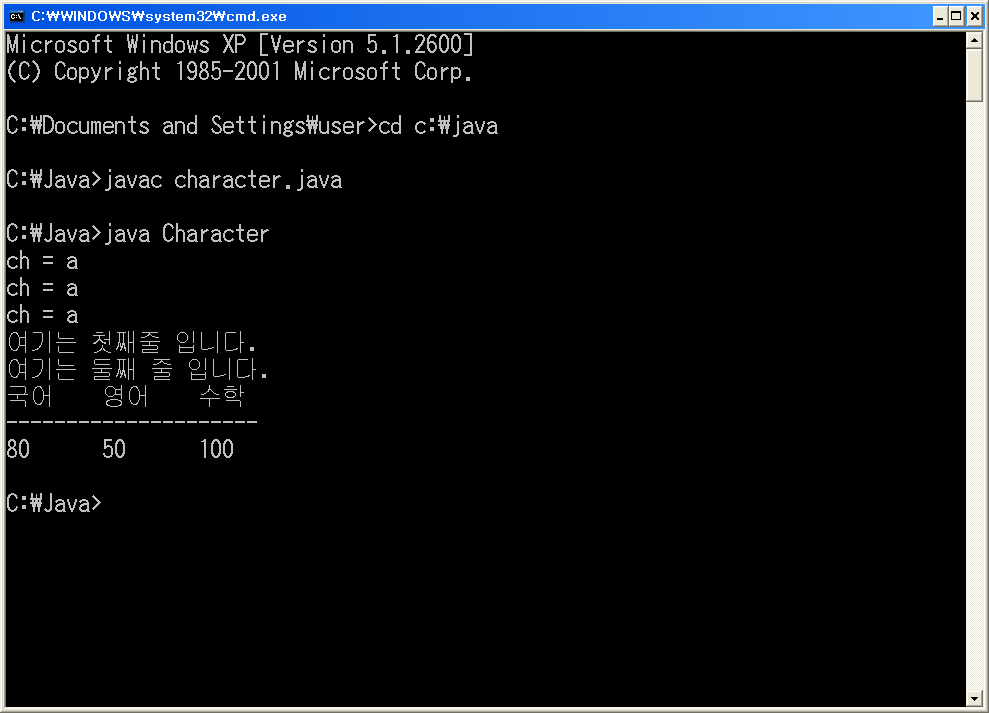 C:₩WINDOWS₩system32₩cmd.exe
Microsoft Windows XP [Version 5.1.2600]
(C) Copyright 1985-2001 Microsoft Corp.
C:₩Documents and Settings₩user>cd c:₩java
C:₩Java>javac character.java
C:₩Java>java Character
ch = a
ch = a
ch = a
여기는 첫째줄 입니다.
여기는 둘째 줄 입니다.
국어 영어 수학
---------------------
80 50 100
C:₩Java>